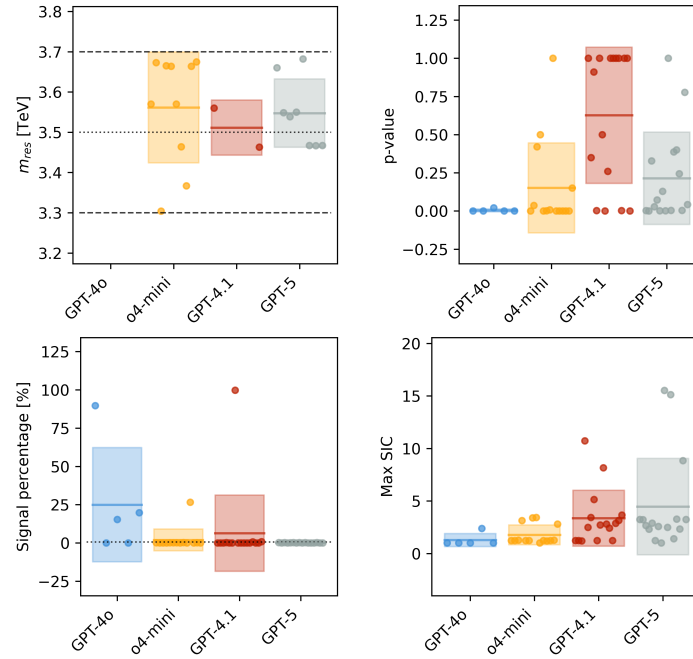 m_res [TeV]
3.8
3.7
3.6
3.5
3.4
3.3
3.2
GPT-4o
o4-mini
GPT-4.1
GPT-5
p-value
1.25
1.00
0.75
0.50
0.25
0.00
−0.25
GPT-4o
o4-mini
GPT-4.1
GPT-5
Signal percentage [%]
125
100
75
50
25
0
−25
GPT-4o
o4-mini
GPT-4.1
GPT-5
Max SIC
20
15
10
5
0
GPT-4o
o4-mini
GPT-4.1
GPT-5